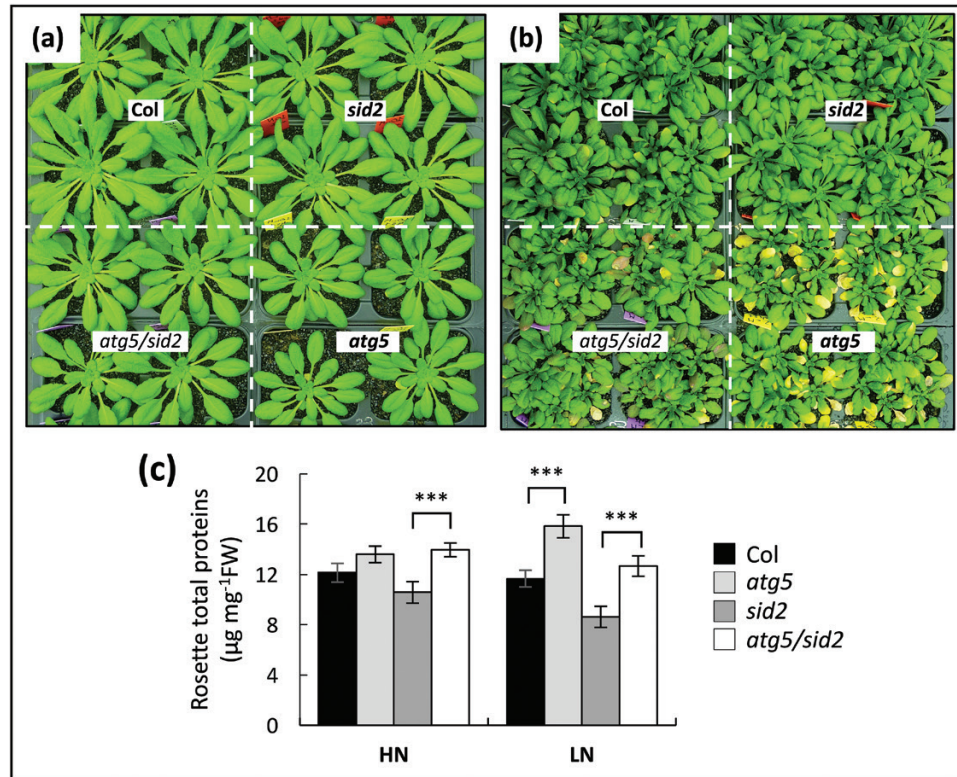 (a)
(b)
Col
sid2
Col
sid2
atg5/sid2
atg5
atg5/sid2
atg5
(c)
Rosette total proteins
(µg mg⁻¹FW)
20
16
12
8
4
0
***
***
***
HN
LN
Col
atg5
sid2
atg5/sid2